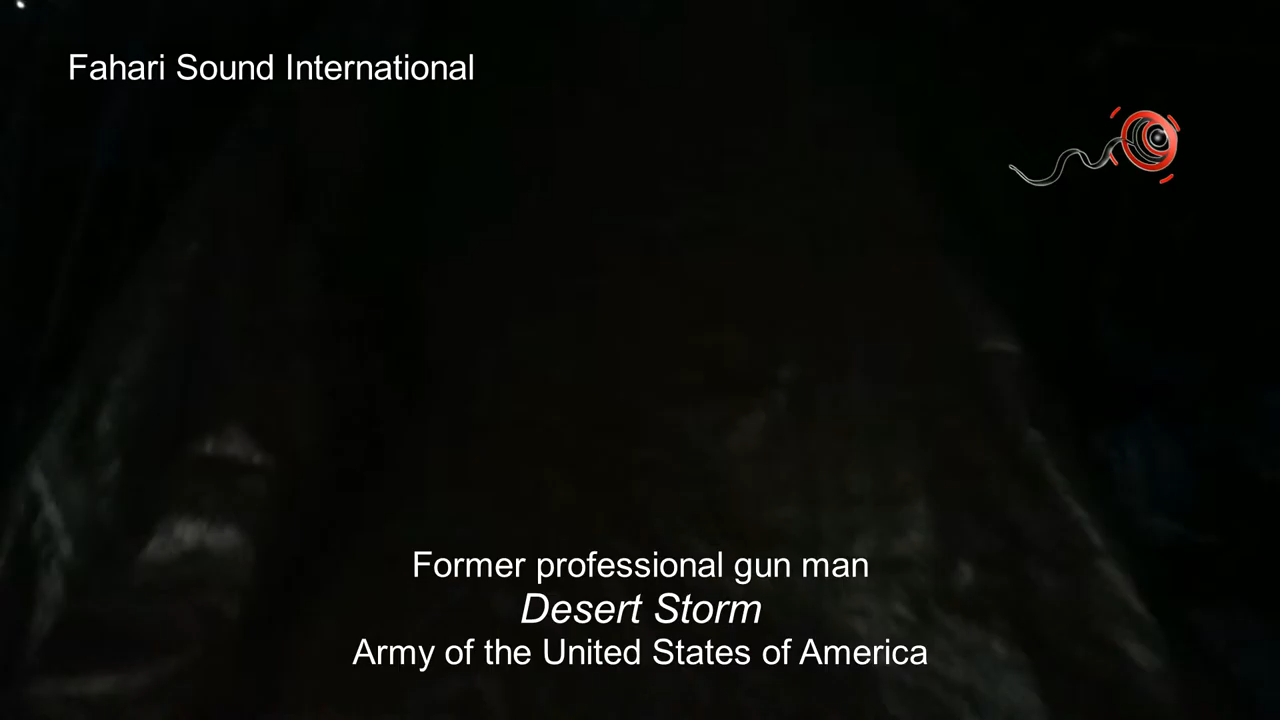 Fahari Sound International
Former professional gun man
Desert Storm
Army of the United States of America